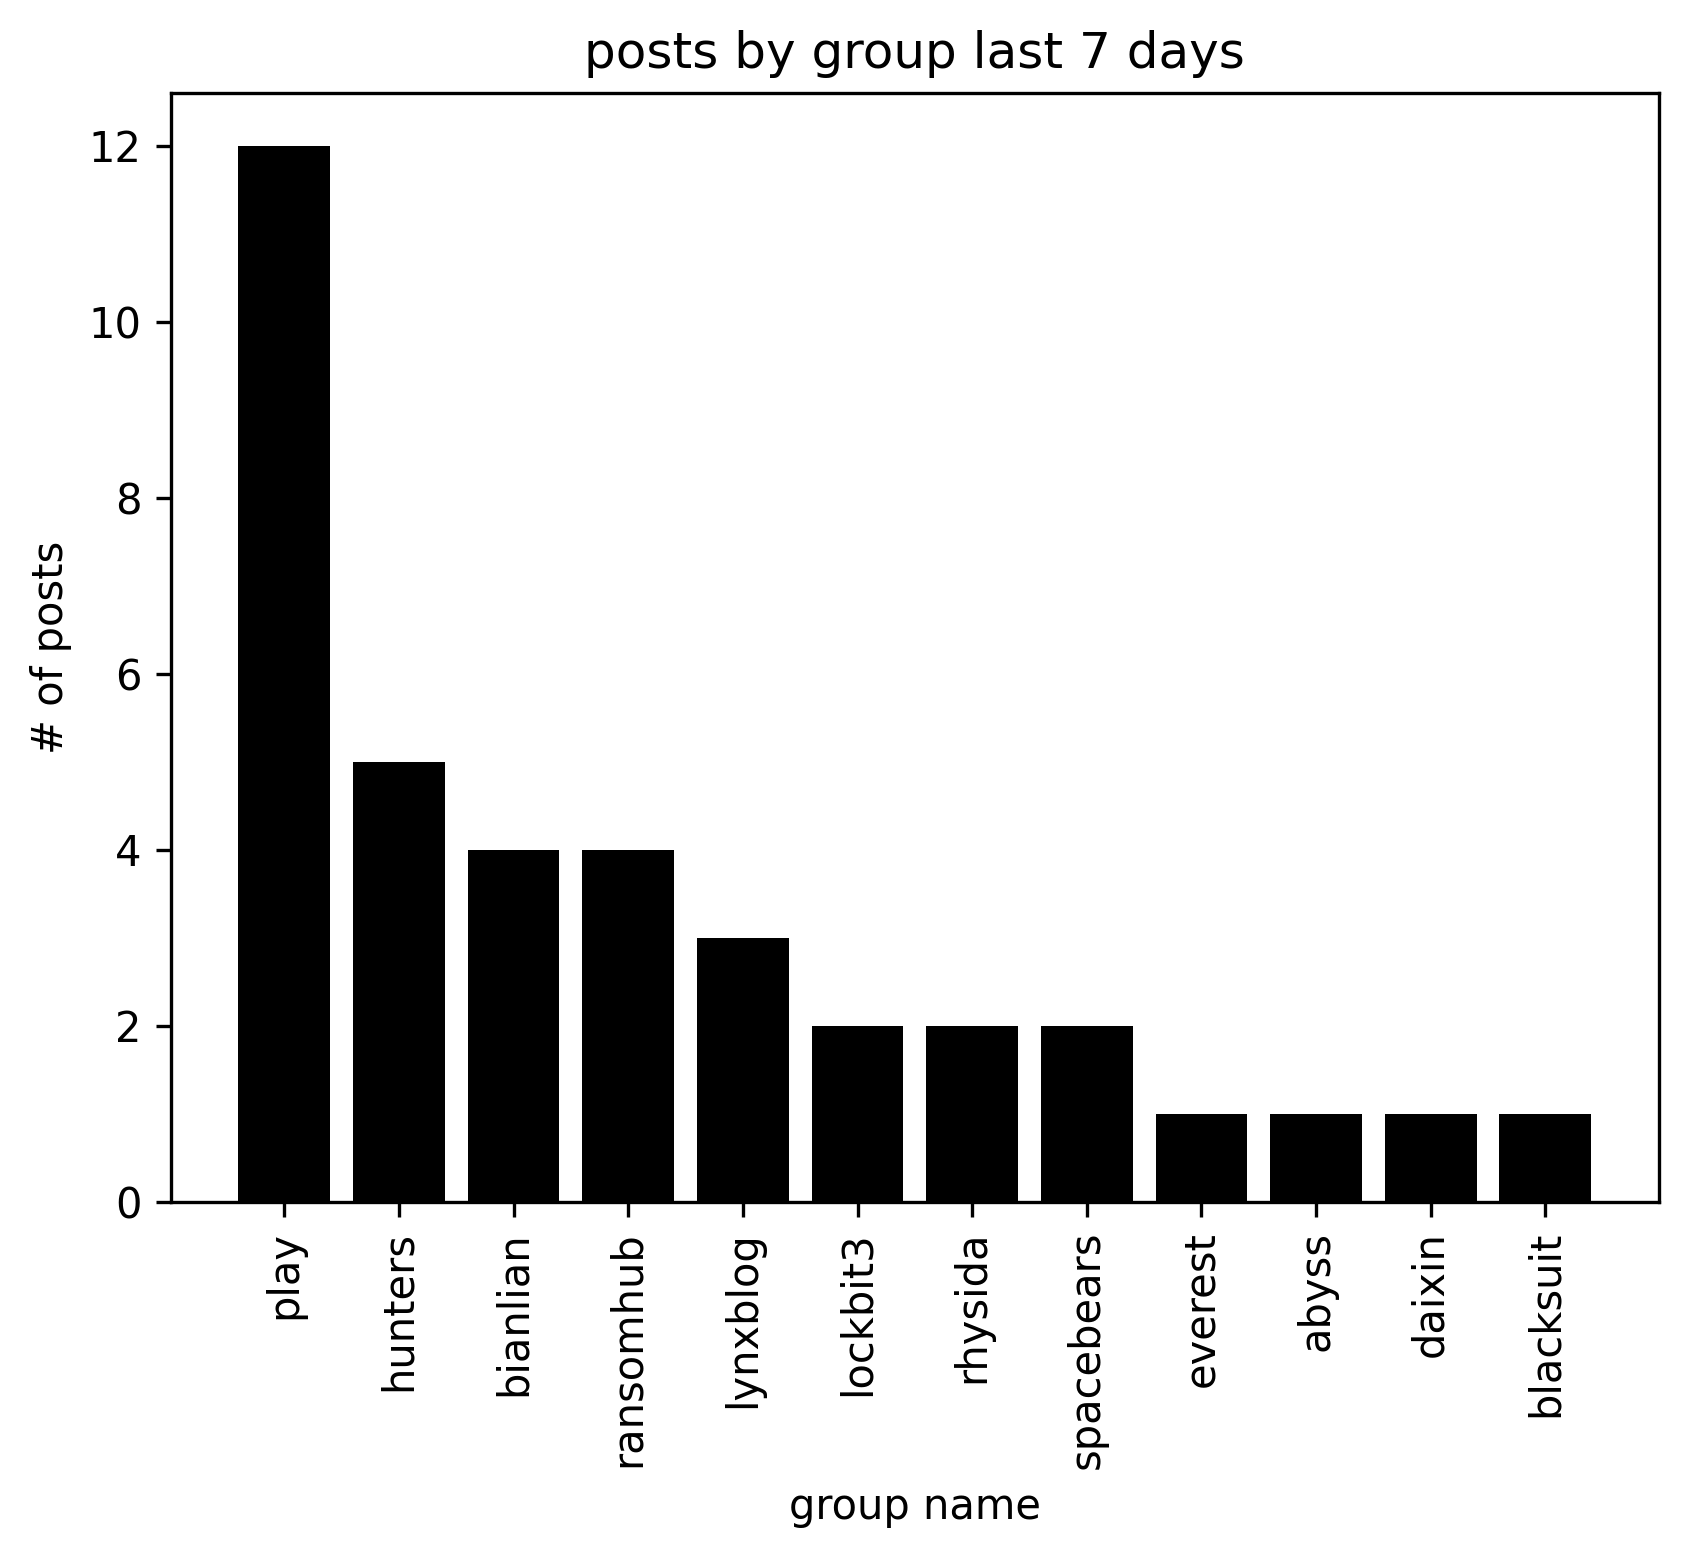 posts by group last 7 days
12
10
8
6
4
2
0
# of posts
play
hunters
bianlian
ransomhub
lynxblog
lockbit3
rhysida
spacebears
everest
abyss
daixin
blacksuit
group name